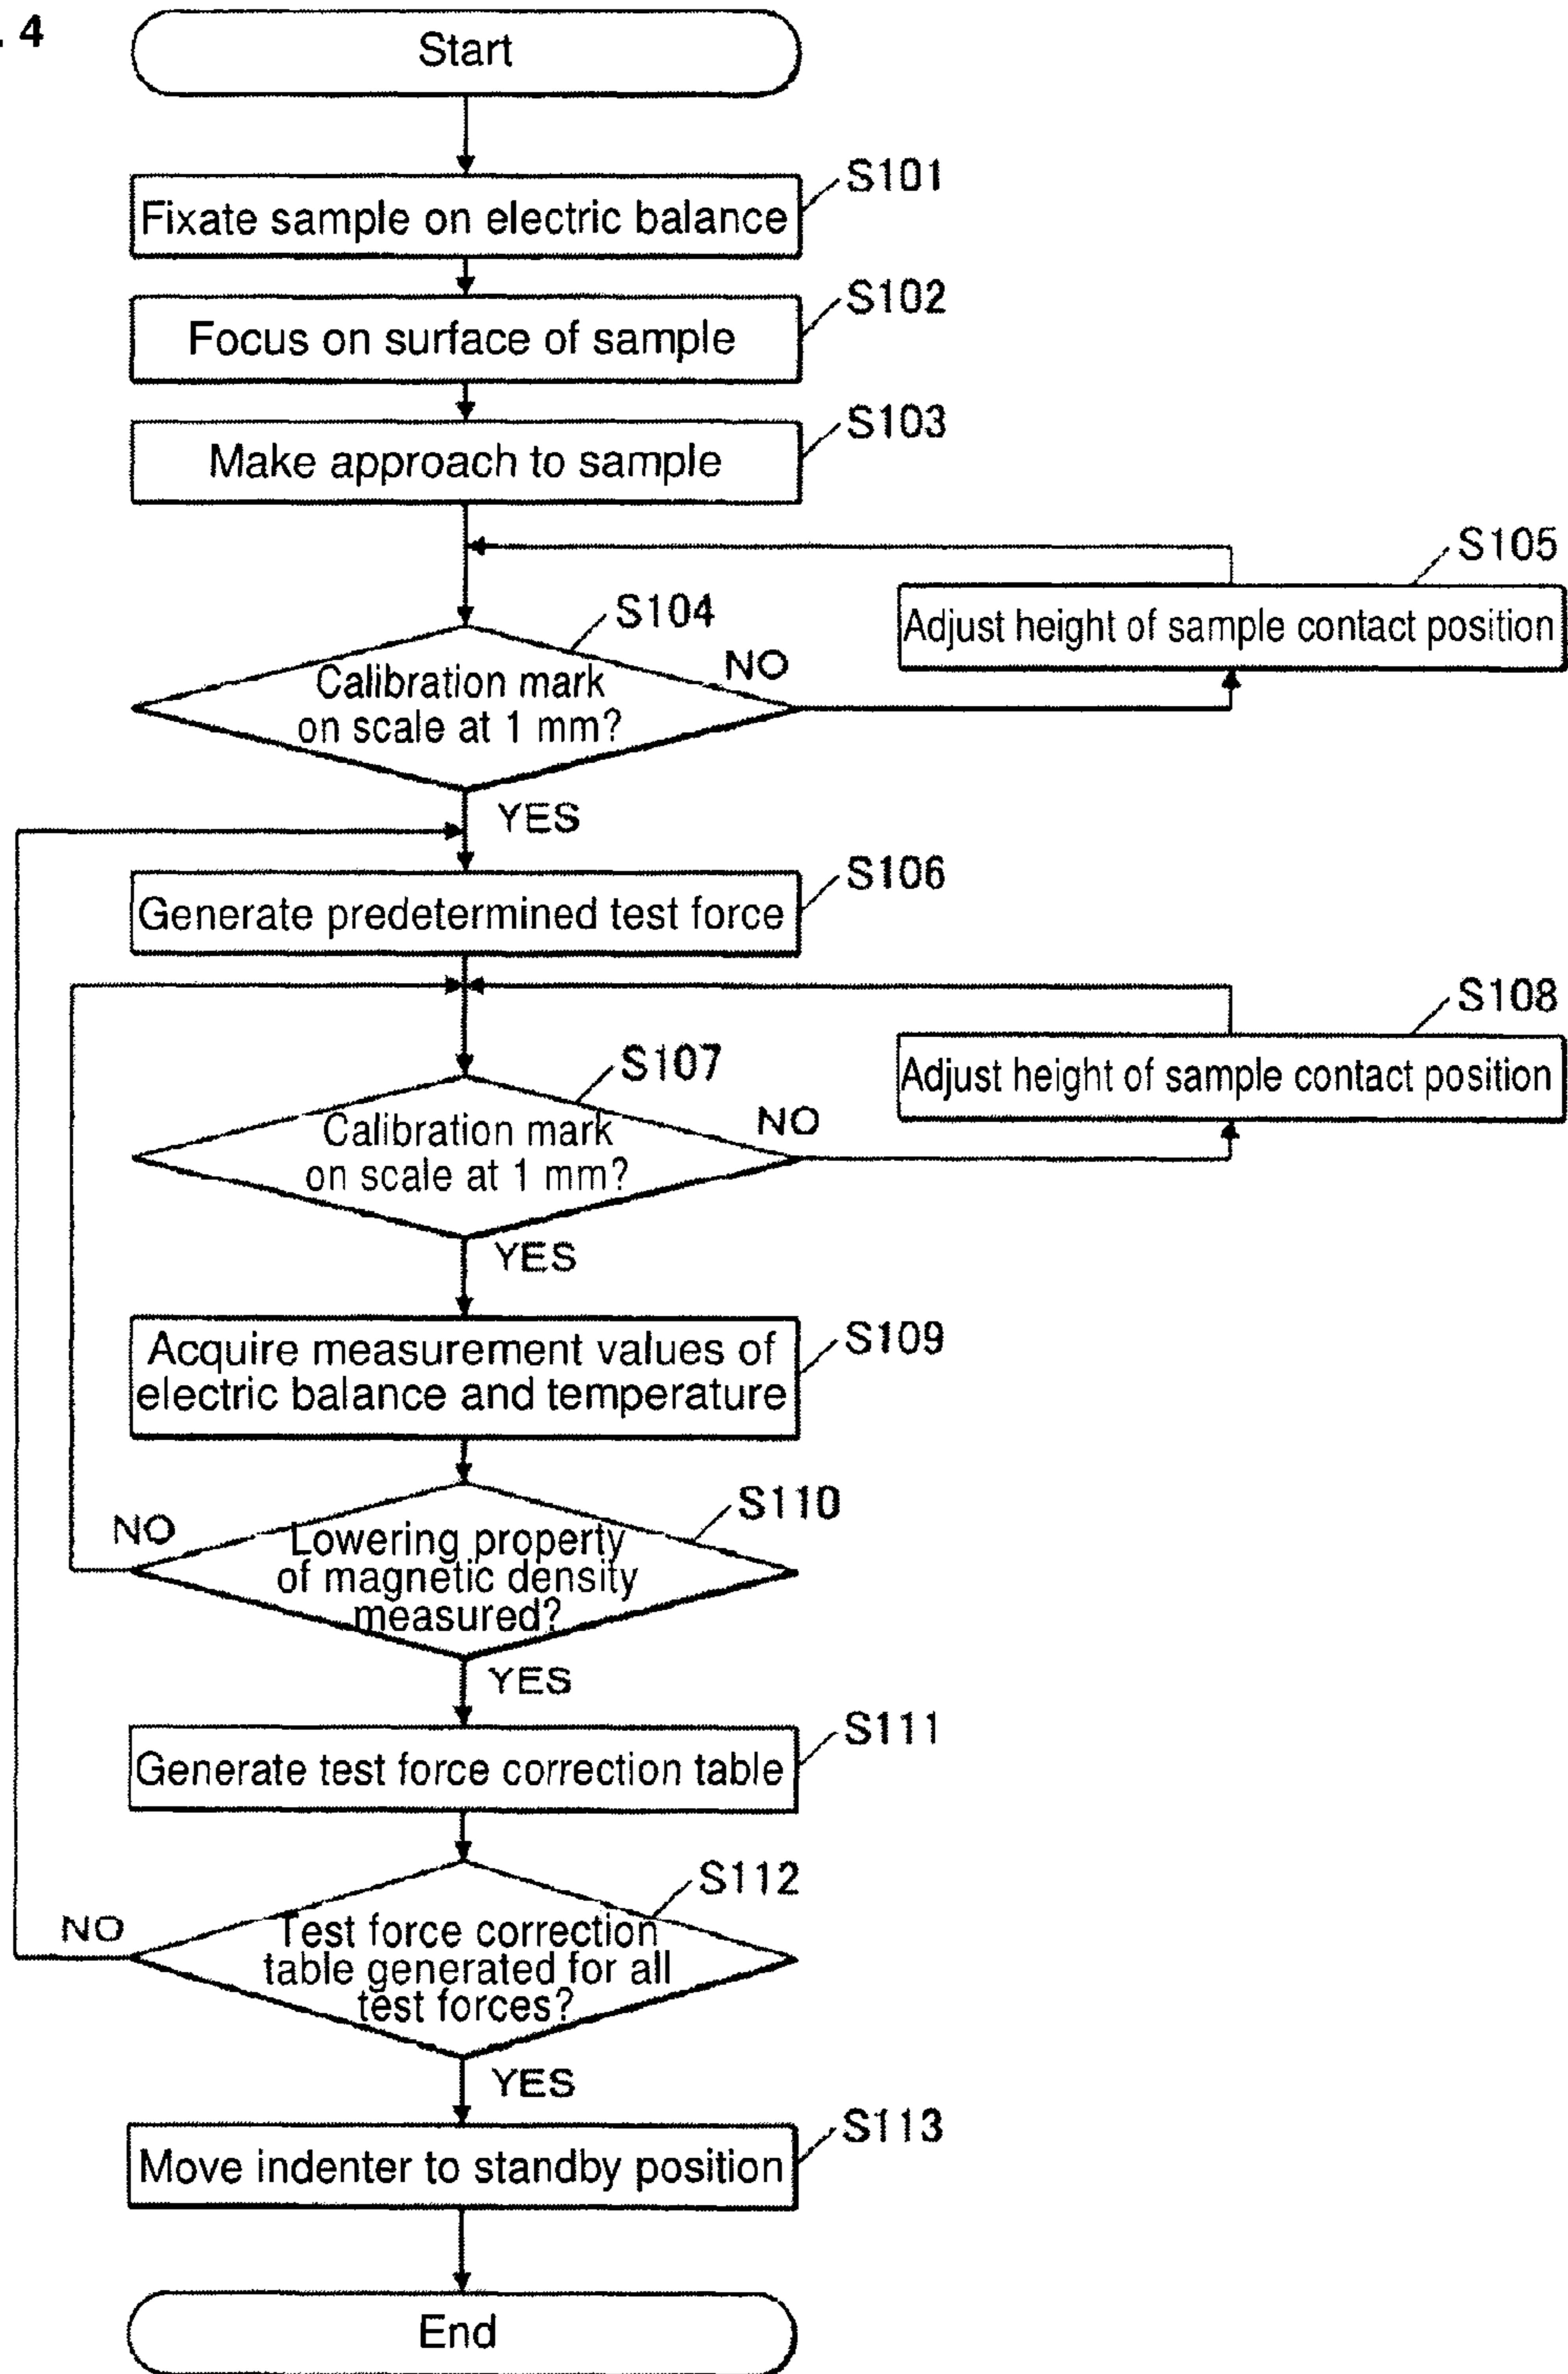 . 4
Start
S101
Fixate sample on electric balance
S102
Focus on surface of sample
S103
Make approach to sample
S105
Adjust height of sample contact position
S104
Calibration mark
on scale at 1 mm?
NO
YES
S106
Generate predetermined test force
S108
Adjust height of sample contact position
S107
Calibration mark
on scale at 1 mm?
NO
YES
S109
Acquire measurement values of
electric balance and temperature
S110
NO
Lowering property
of magnetic density
measured?
YES
S111
Generate test force correction table
S112
NO
Test force correction
table generated for all
test forces?
YES
S113
Move indenter to standby position
End